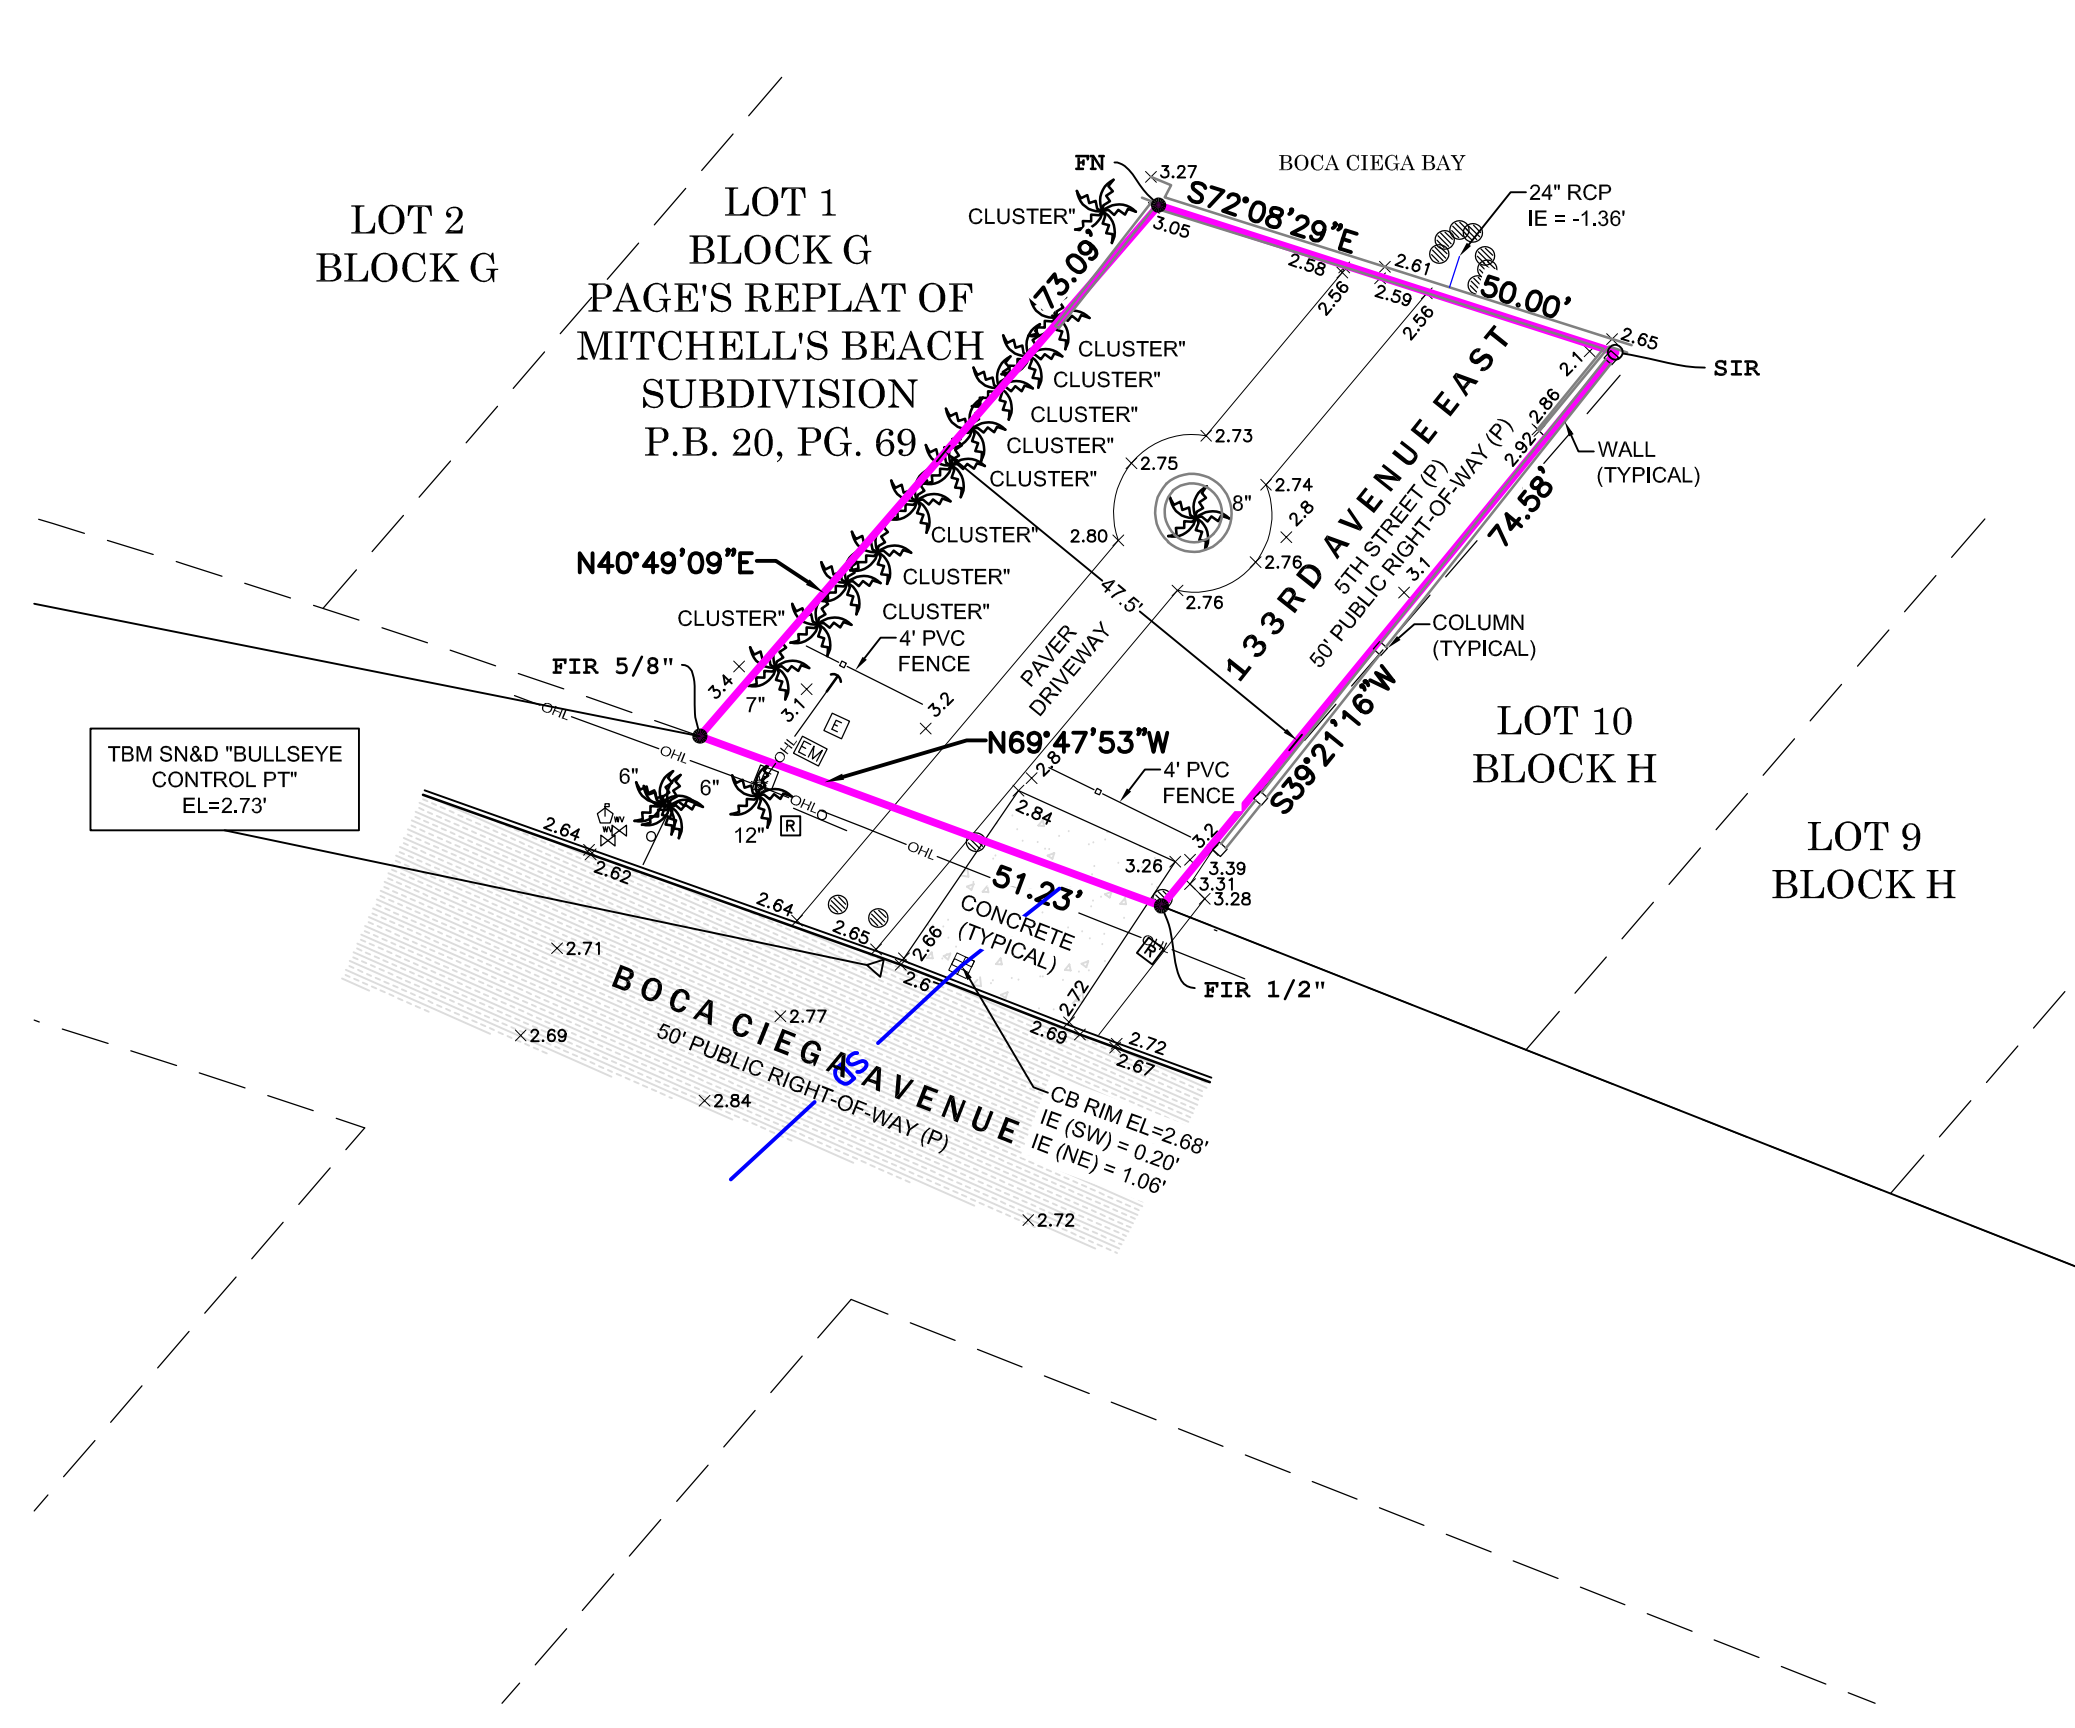 LOT 2
BLOCK G
LOT 1
BLOCK G
PAGE'S REPLAT OF
MITCHELL'S BEACH
SUBDIVISION
P.B. 20, PG. 69
BOCA CIEGA BAY
FN
3.27
CLUSTER"
3.05
S72°08'29"E
24" RCP
IE = -1.36'
73.09'
2.58
2.61
2.59
50.00'
2.56
2.56
2.65
2.1
SIR
CLUSTER"
CLUSTER"
CLUSTER"
CLUSTER"
CLUSTER"
CLUSTER"
CLUSTER"
CLUSTER"
CLUSTER"
2.86
2.92
WALL
(TYPICAL)
74.58'
2.73
2.75
2.74
8"
2.8
2.80
2.76
2.76
47.5'
133RD AVENUE EAST
5TH STREET (P)
50' PUBLIC RIGHT-OF-WAY (P)
3.1
COLUMN
(TYPICAL)
N40°49'09"E
4' PVC
FENCE
FIR 5/8"
3.4
7"
3.1
3.2
E
EM
PAVER
DRIVEWAY
S39°21'16"W
LOT 10
BLOCK H
LOT 9
BLOCK H
N69°47'53"W
OHL
OHL
OHL
OHL
OHL
OHL
TBM SN&D "BULLSEYE
CONTROL PT"
EL=2.73'
6"
6"
12"
R
WV
WV
2.84
4' PVC
FENCE
3.2
3.26
3.39
3.31
3.28
51.23'
CONCRETE
(TYPICAL)
R
FIR 1/2"
2.64
2.62
2.64
2.65
2.66
2.6
2.72
2.69
2.72
2.67
2.71
2.77
2.69
2.84
2.72
BOCA CIEGA AVENUE
50' PUBLIC RIGHT-OF-WAY (P)
GS
CB RIM EL=2.68'
IE (SW) = 0.20'
IE (NE) = 1.06'